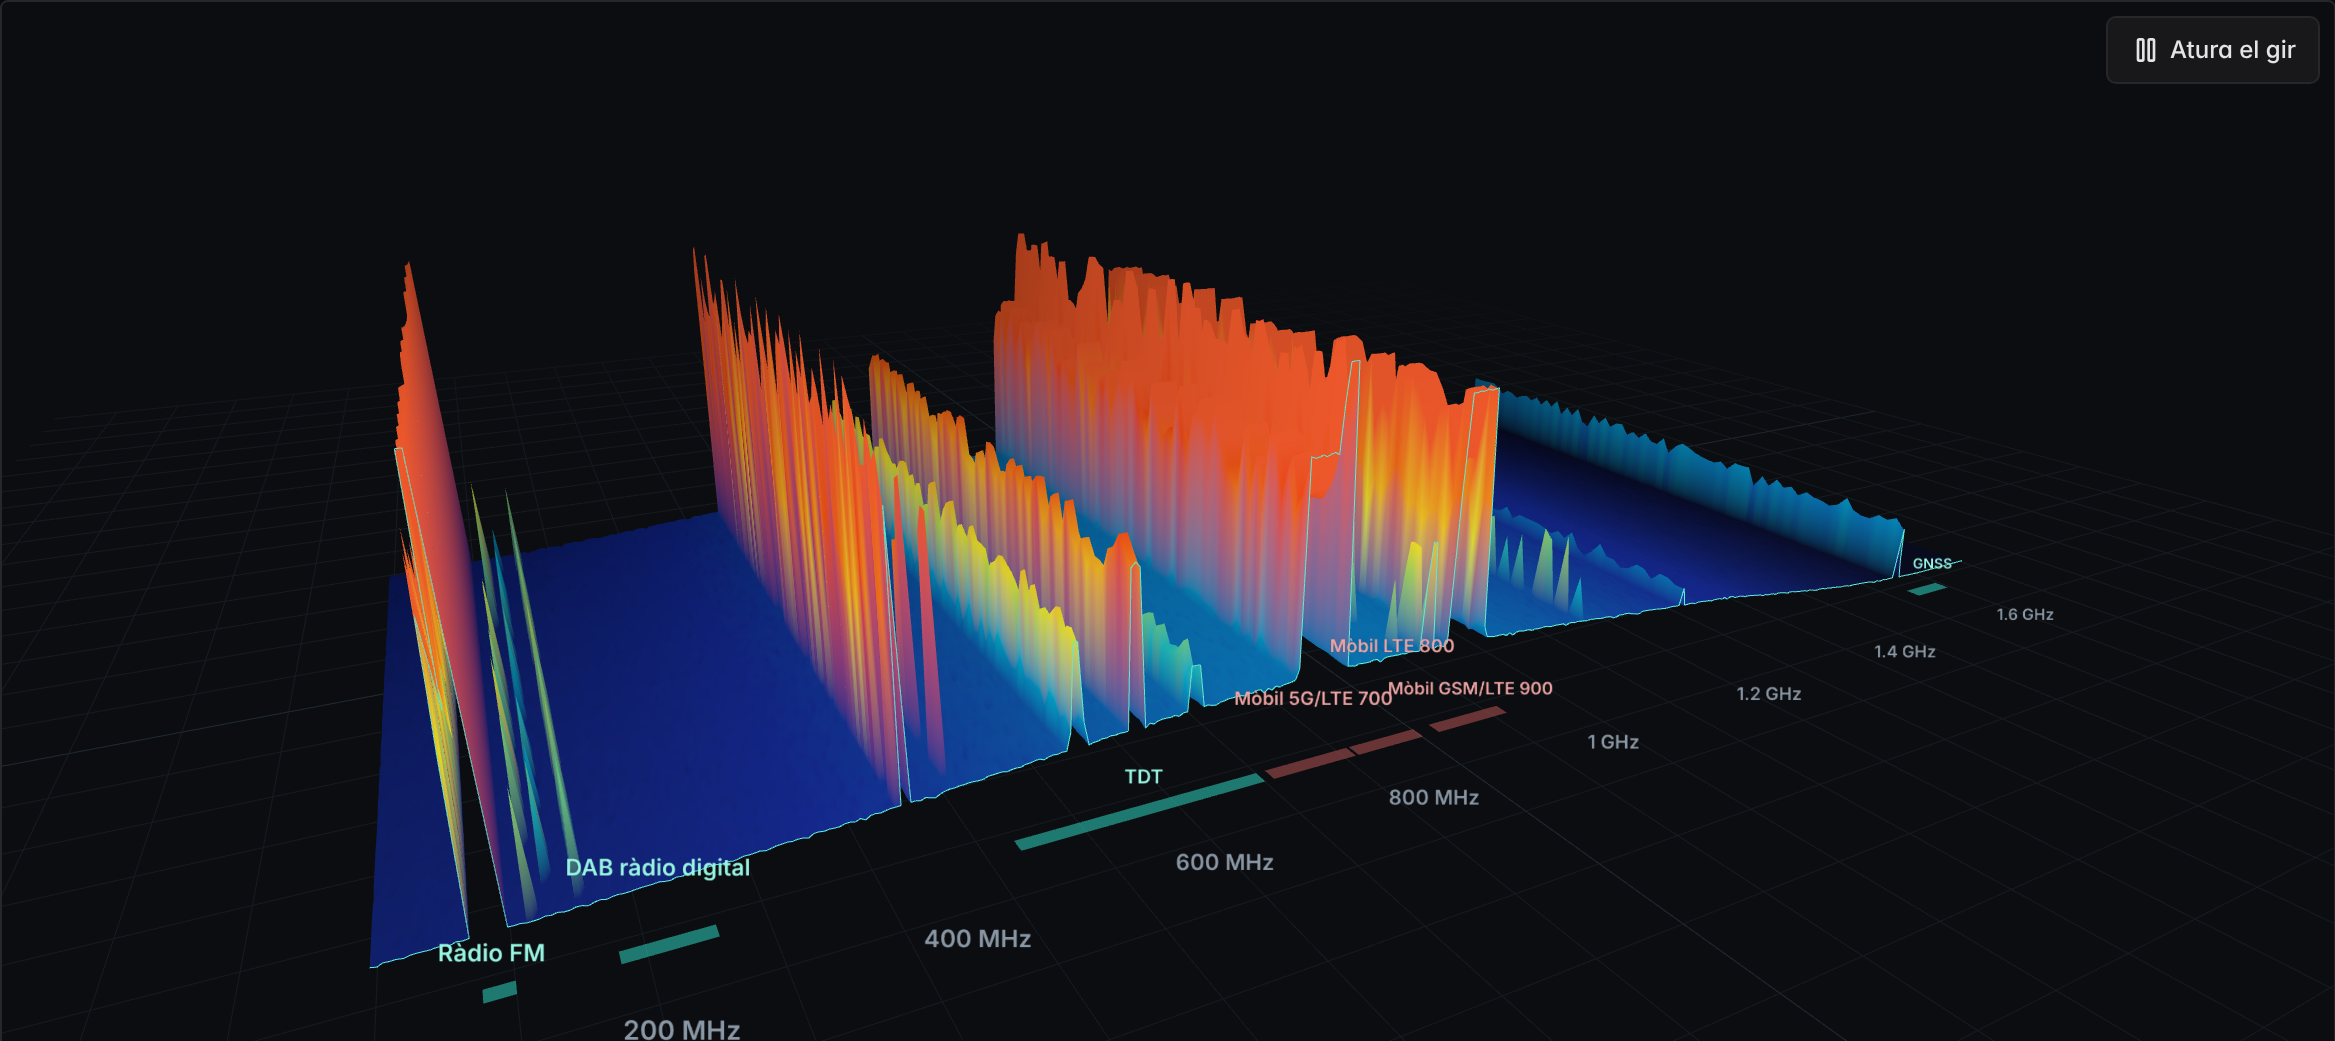 Atura el gir
GNSS
1.6 GHz
Mòbil LTE 800
1.4 GHz
Mòbil 5G/LTE 700
Mòbil GSM/LTE 900
1.2 GHz
1 GHz
TDT
800 MHz
DAB ràdio digital
600 MHz
Ràdio FM
400 MHz
200 MHz